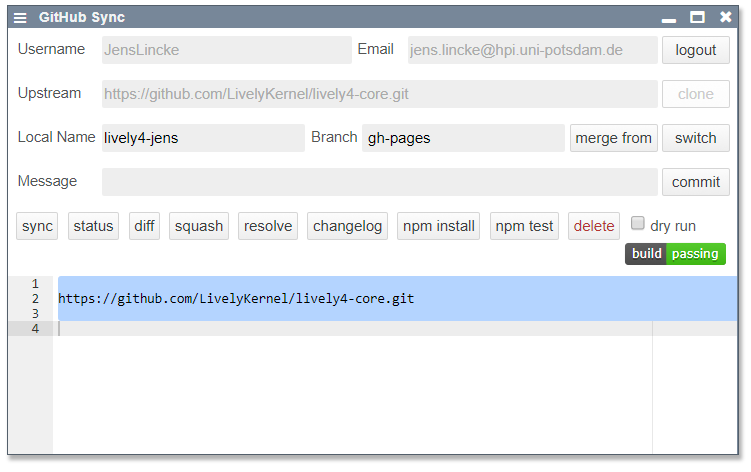 GitHub Sync
Username JensLincke Email jens.lincke@hpi.uni-potsdam.de logout
Upstream https://github.com/LivelyKernel/lively4-core.git clone
Local Name lively4-jens Branch gh-pages merge from switch
Message commit
sync status diff squash resolve changelog npm install npm test delete dry run
build passing
1
2 https://github.com/LivelyKernel/lively4-core.git
3
4